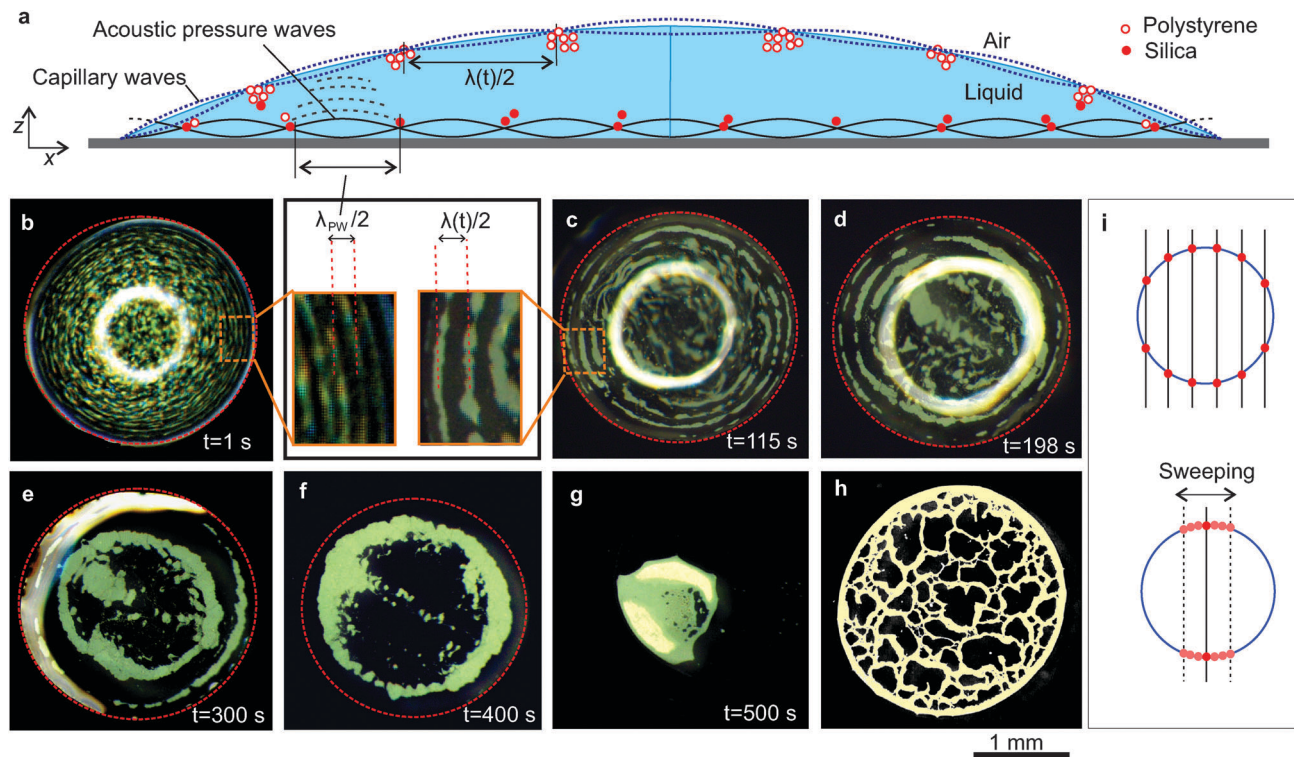 a
Acoustic pressure waves
Capillary waves
λ(t)/2
Air
Liquid
Polystyrene
Silica
z
x
b
t=1 s
λPW/2
λ(t)/2
c
t=115 s
d
t=198 s
i
Sweeping
e
t=300 s
f
t=400 s
g
t=500 s
h
1 mm